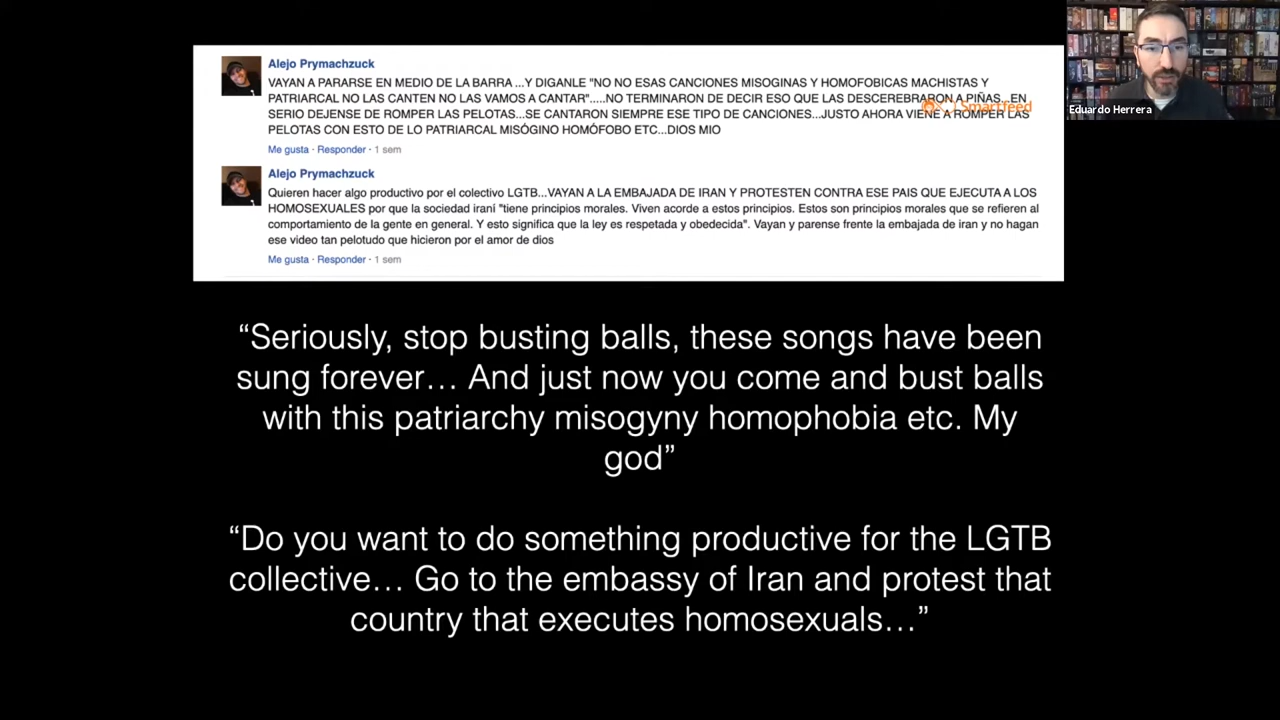 Alejo Prymachzuck
VAYAN A PARARSE EN MEDIO DE LA BARRA ...Y DIGANLE "NO NO ESAS CANCIONES MISOGINAS Y HOMOFOBICAS MACHISTAS Y
PATRIARCAL NO LAS CANTEN NO LAS VAMOS A CANTAR".....NO TERMINARON DE DECIR ESO QUE LAS DESCEREBRARON A PIÑAS...EN
SERIO DEJENSE DE ROMPER LAS PELOTAS...SE CANTARON SIEMPRE ESE TIPO DE CANCIONES...JUSTO AHORA VIENE A ROMPER LAS
PELOTAS CON ESTO DE LO PATRIARCAL MISÓGINO HOMÓFOBO ETC...DIOS MIO
Me gusta · Responder · 1 sem
Smartfeed
Eduardo Herrera
Alejo Prymachzuck
Quieren hacer algo productivo por el colectivo LGTB...VAYAN A LA EMBAJADA DE IRAN Y PROTESTEN CONTRA ESE PAIS QUE EJECUTA A LOS
HOMOSEXUALES por que la sociedad iraní "tiene principios morales. Viven acorde a estos principios. Estos son principios morales que se refieren al
comportamiento de la gente en general. Y esto significa que la ley es respetada y obedecida". Vayan y parense frente la embajada de iran y no hagan
ese video tan pelotudo que hicieron por el amor de dios
Me gusta · Responder · 1 sem
“Seriously, stop busting balls, these songs have been
sung forever… And just now you come and bust balls
with this patriarchy misogyny homophobia etc. My
god”
“Do you want to do something productive for the LGTB
collective… Go to the embassy of Iran and protest that
country that executes homosexuals…”